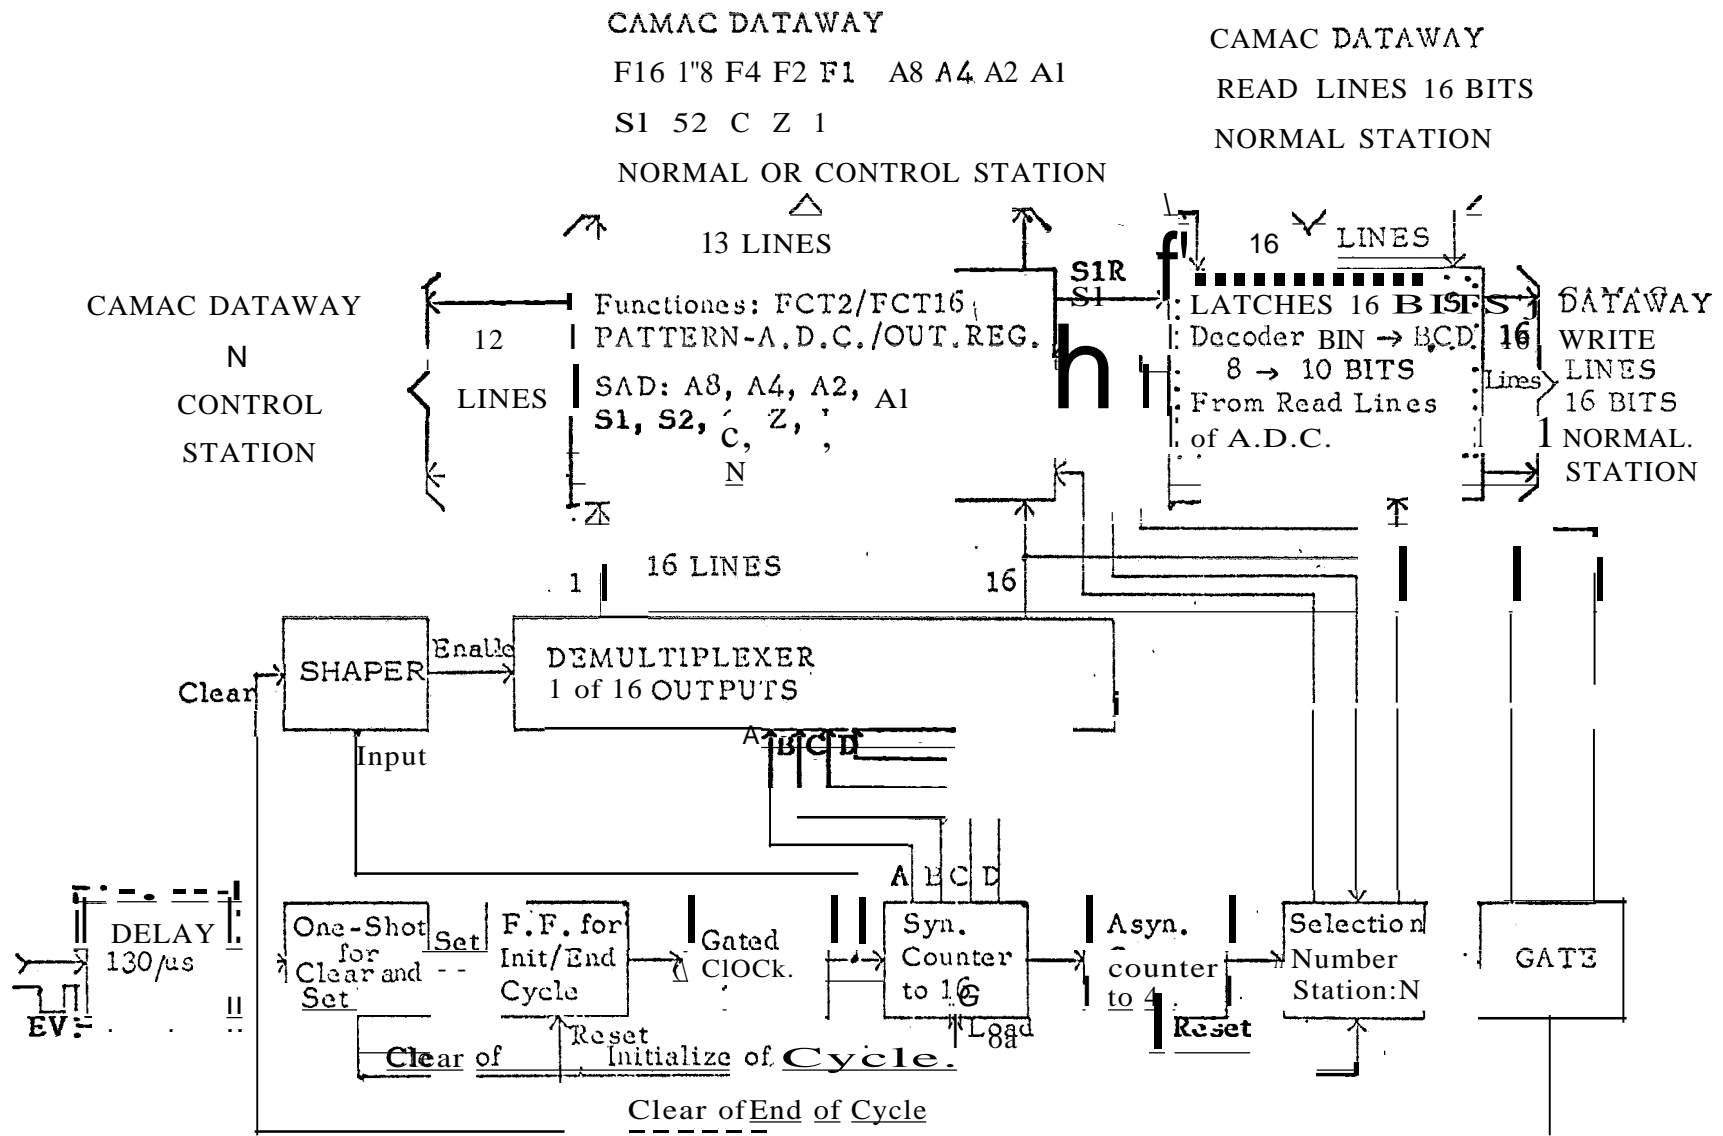 CAMAC DATAWAY
F16 1"8 F4 F2 F1 A8 A4 A2 A1
S1 52 C Z 1
NORMAL OR CONTROL STATION
CAMAC DATAWAY
READ LINES 16 BITS
NORMAL STATION
13 LINES
16 LINES
CAMAC DATAWAY
N
CONTROL
STATION
12
LINES
Functiones: FCT2/FCT16
PATTERN-A.D.C./OUT.REG.
SAD: A8, A4, A2, A1
S1, S2, C, Z, ',
N
S1R
S1
f'
h
LATCHES 16 BITS
Decoder BIN → BCD
8 → 10 BITS
From Read Lines
of A.D.C.
16
Lines
DATAWAY
WRITE
LINES
16 BITS
1 NORMAL.
STATION
1
16 LINES
16
Clear
SHAPER
Enable
DEMULTIPLEXER
1 of 16 OUTPUTS
Input
A B C D
A B C D
EV.
DELAY
130/us
One-Shot
for
Clear and
Set
Set
F.F. for
Init/End
Cycle
Gated
ClOCk.
Syn.
Counter
to 16
G
Asyn.
counter
to 4
Selection
Number
Station:N
GATE
Reset
Load
oa
Reset
Clear of Initialize of Cycle.
Clear of End of Cycle